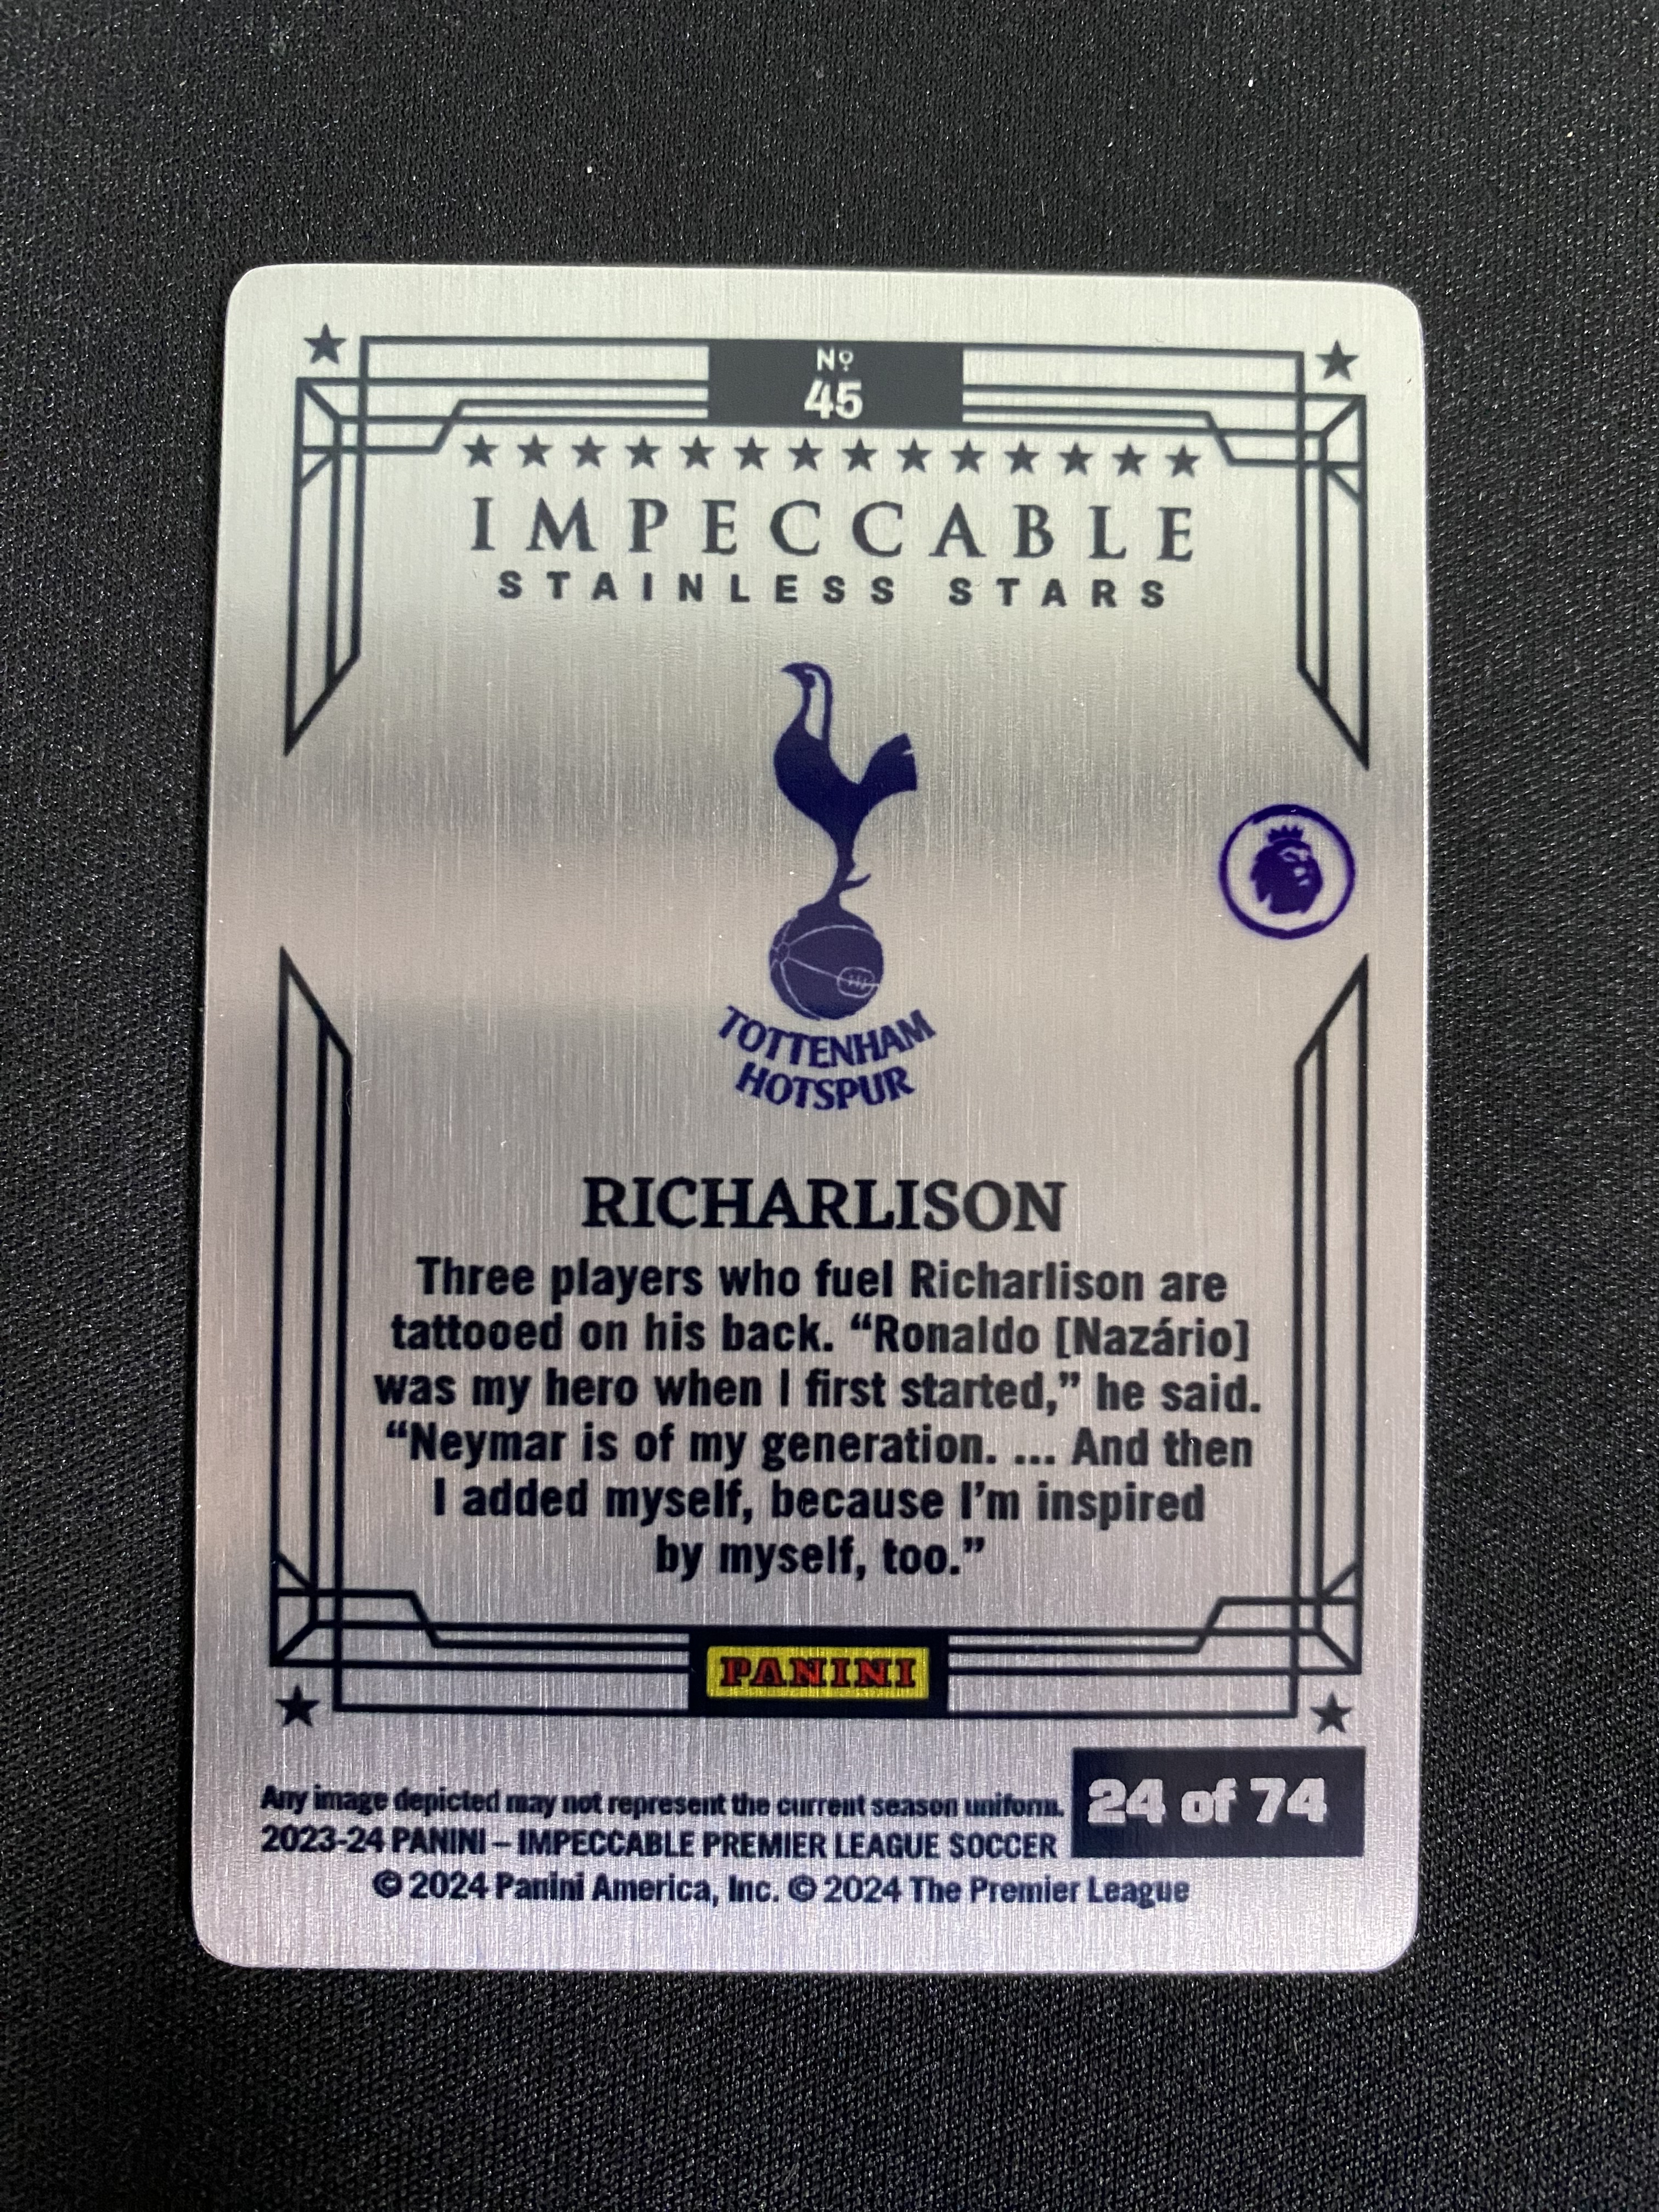 Nº
45
IMPECCABLE
STAINLESS STARS
TOTTENHAM
HOTSPUR
RICHARLISON
Three players who fuel Richarlison are
tattooed on his back. “Ronaldo [Nazário]
was my hero when I first started,” he said.
“Neymar is of my generation. ... And then
I added myself, because I’m inspired
by myself, too.”
PANINI
24 of 74
Any image depicted may not represent the current season uniform.
2023-24 PANINI – IMPECCABLE PREMIER LEAGUE SOCCER
© 2024 Panini America, Inc. © 2024 The Premier League